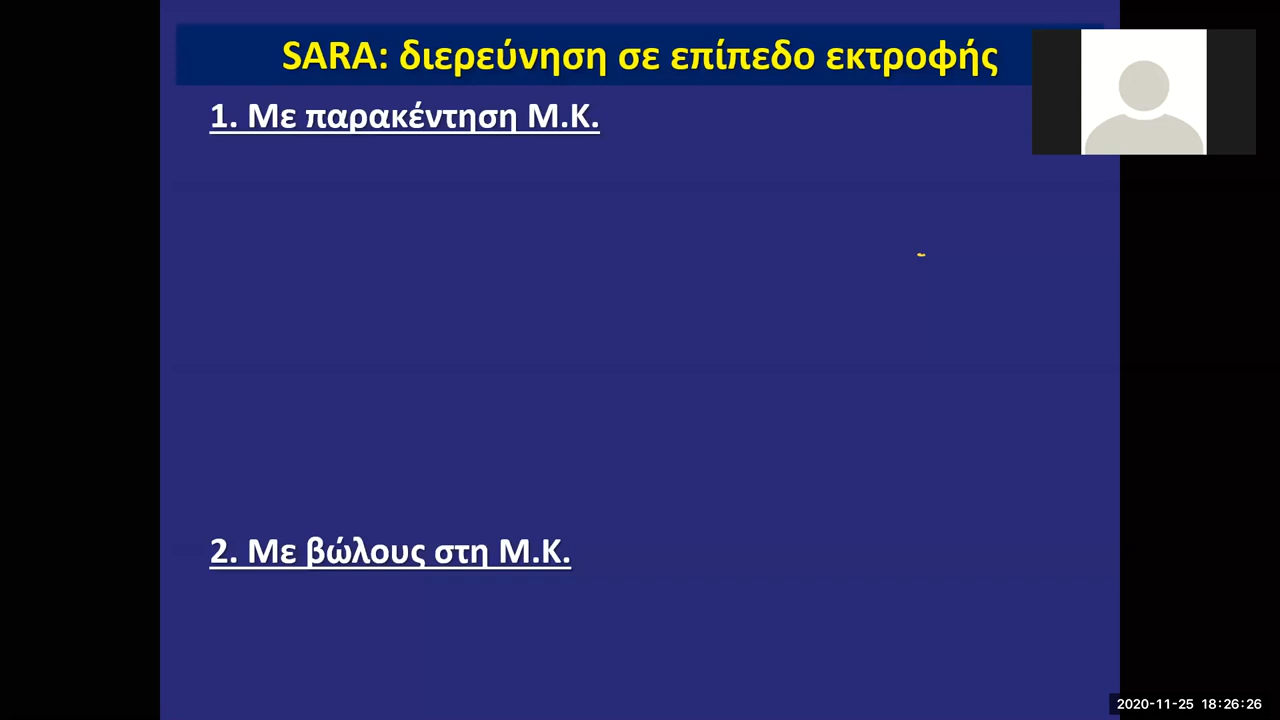 SARA: διερεύνηση σε επίπεδο εκτροφής
1. Με παρακέντηση Μ.Κ.
2. Με βώλους στη Μ.Κ.
2020-11-25 18:26:26